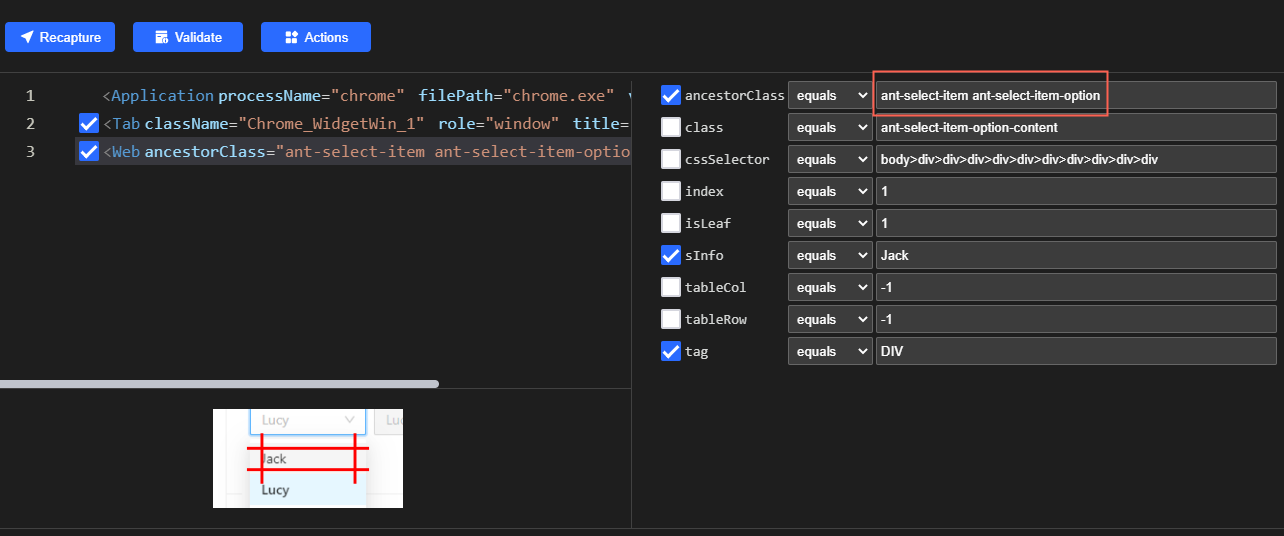 Recapture Validate Actions
1 <Application processName="chrome" filePath="chrome.exe"
2 <Tab className="Chrome_WidgetWin_1" role="window" title=
3 <Web ancestorClass="ant-select-item ant-select-item-optio
ancestorClass equals ant-select-item ant-select-item-option
class equals ant-select-item-option-content
cssSelector equals body>div>div>div>div>div>div>div>div>div>div>div
index equals 1
isLeaf equals 1
sInfo equals Jack
tableCol equals -1
tableRow equals -1
tag equals DIV
Lucy
Jack
Lucy